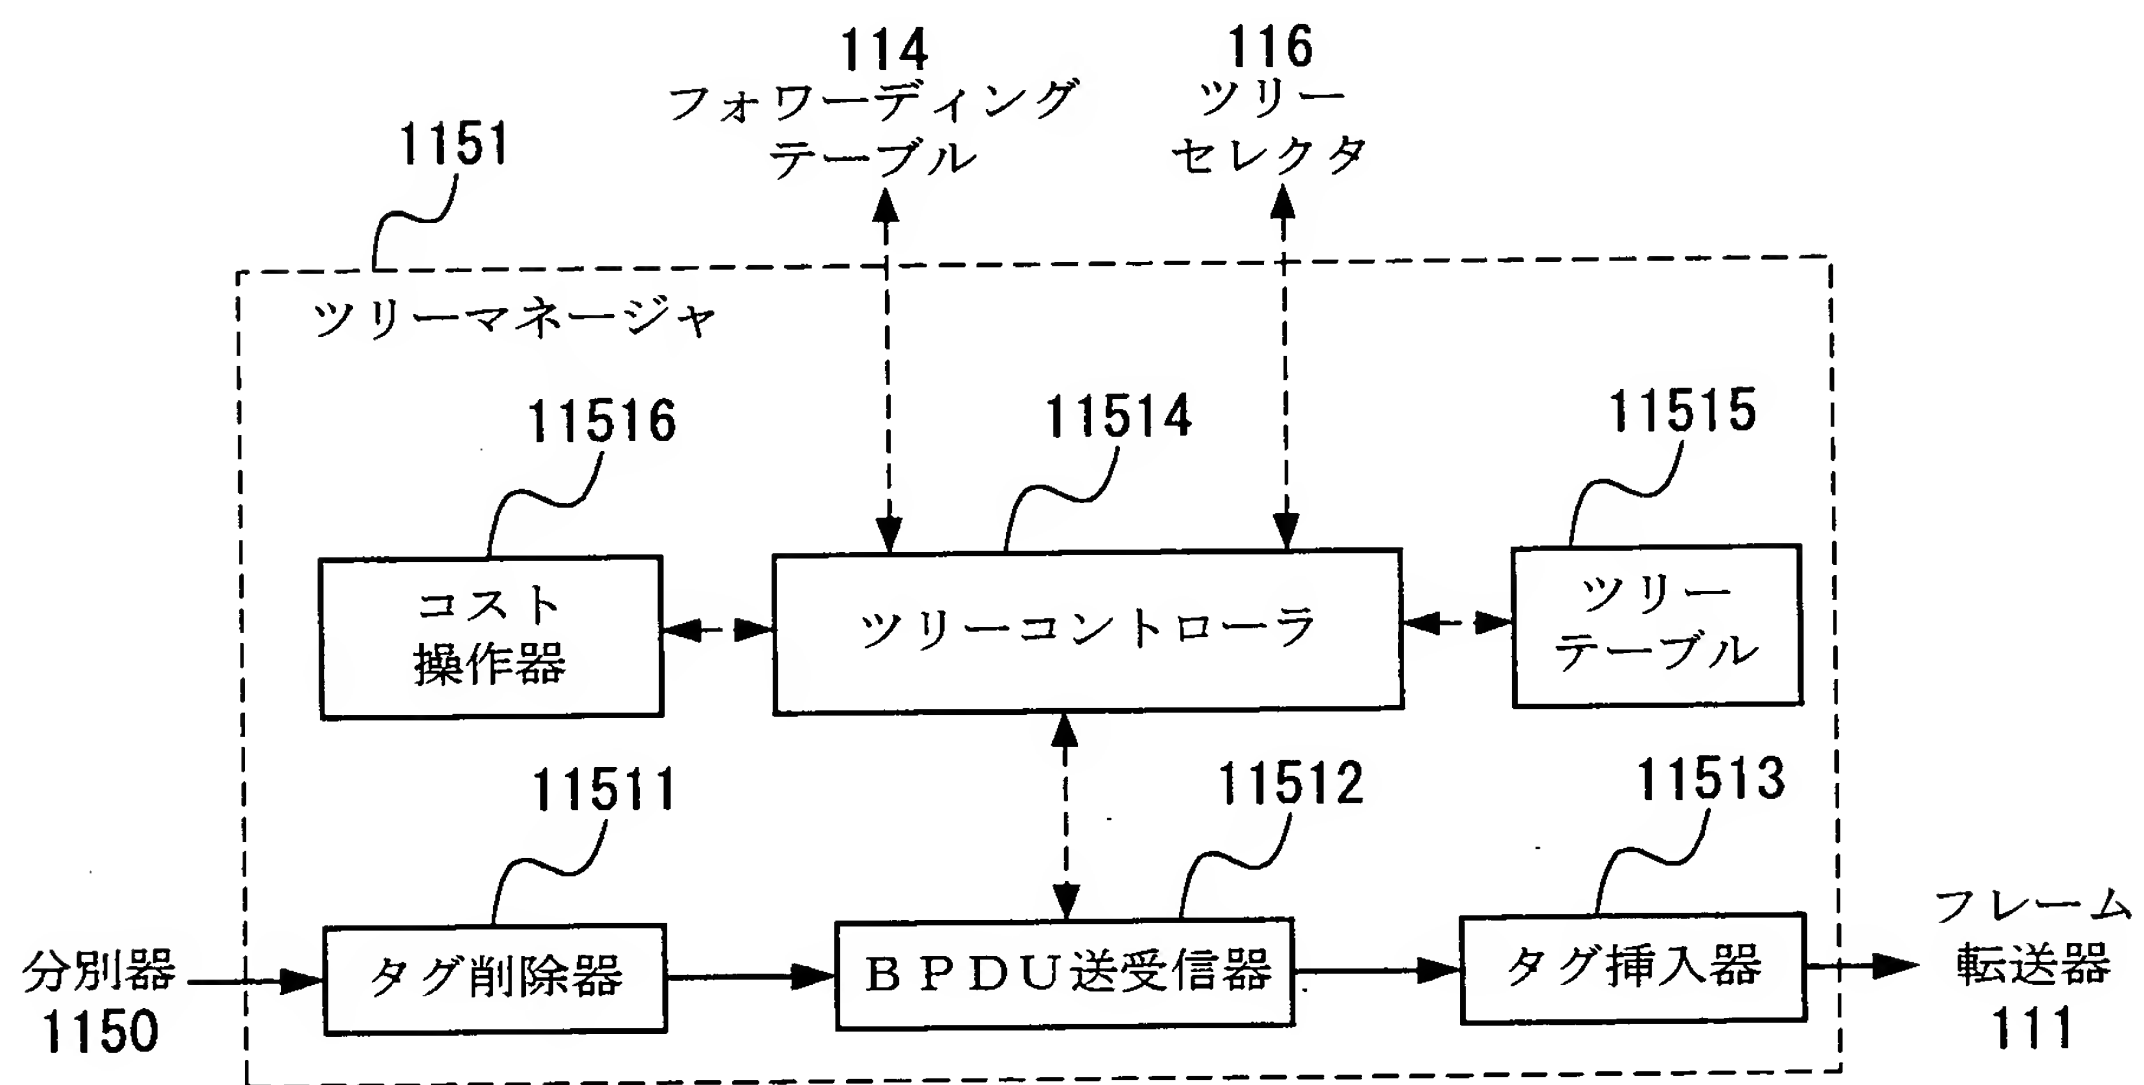 114
フォワーディング
テーブル
116
ツリー
セレクタ
1151
ツリーマネージャ
11516
コスト
操作器
11514
ツリーコントローラ
11515
ツリー
テーブル
11511
タグ削除器
11512
BPDU送受信器
11513
タグ挿入器
分別器
1150
フレーム
転送器
111